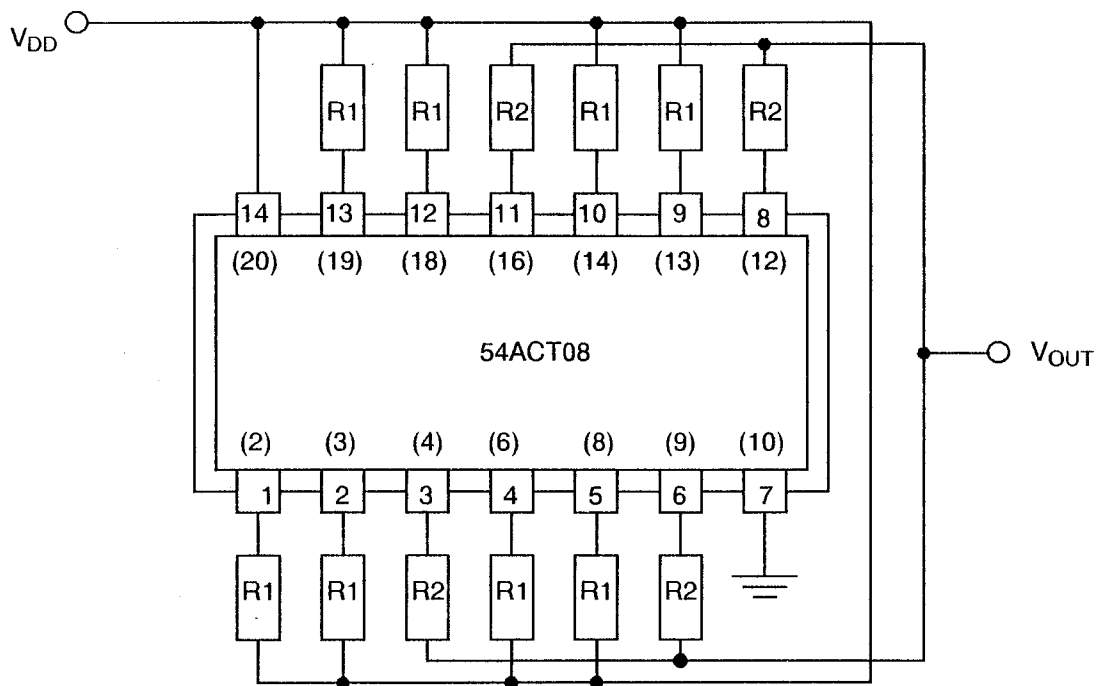 V_DD
R1 R1 R2 R1 R1 R2
14 13 12 11 10 9 8
(20) (19) (18) (16) (14) (13) (12)
54ACT08
V_OUT
(2) (3) (4) (6) (8) (9) (10)
1 2 3 4 5 6 7
R1 R1 R2 R1 R1 R2